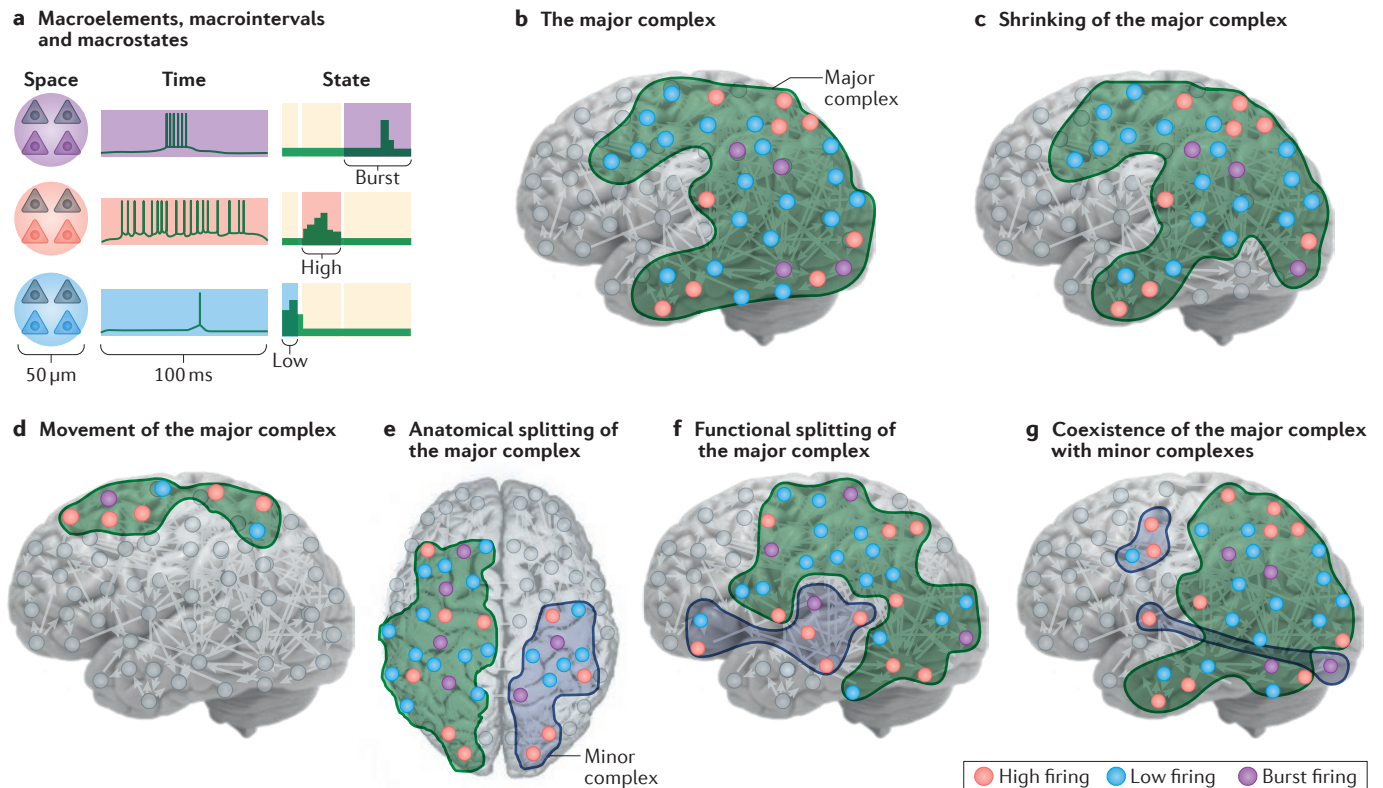 a Macroelements, macrointervals
and macrostates
Space
Time
State
Burst
High
Low
50 µm
100 ms
b The major complex
Major
complex
c Shrinking of the major complex
d Movement of the major complex
e Anatomical splitting of
the major complex
Minor
complex
f Functional splitting of
the major complex
g Coexistence of the major complex
with minor complexes
High firing Low firing Burst firing